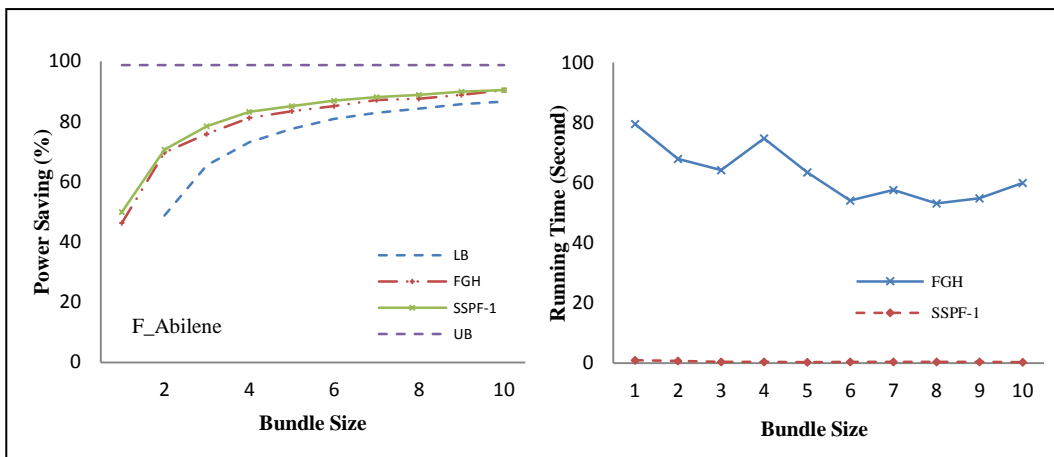 100
80
60
40
20
0
Power Saving (%)
LB
FGH
SSPF-1
UB
F_Abilene
2 4 6 8 10
Bundle Size
100
80
60
40
20
0
Running Time (Second)
FGH
SSPF-1
1 2 3 4 5 6 7 8 9 10
Bundle Size